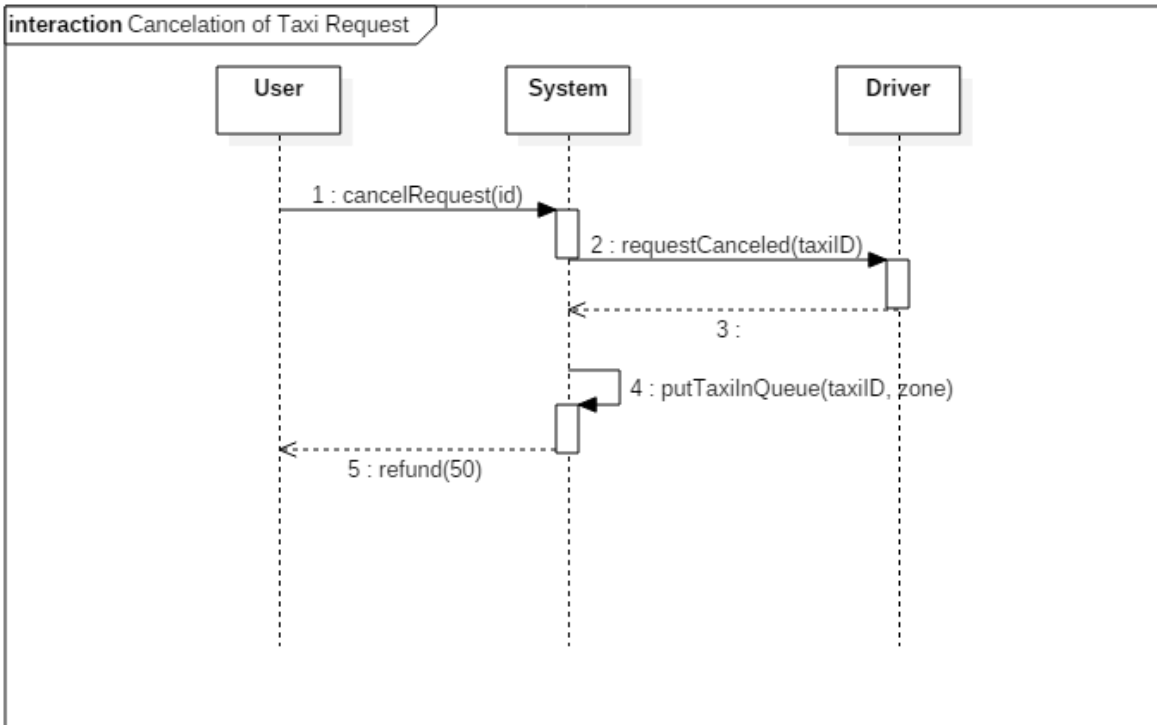 interaction Cancelation of Taxi Request
User
System
Driver
1 : cancelRequest(id)
2 : requestCanceled(taxiID)
3 :
4 : putTaxiInQueue(taxiID, zone)
5 : refund(50)